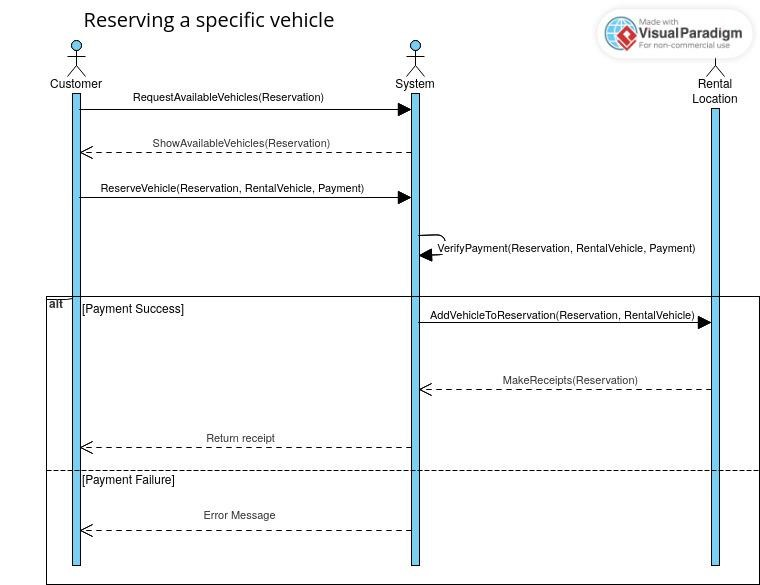 Reserving a specific vehicle
Made with
Visual Paradigm
For non-commercial use
Customer
System
Rental
Location
RequestAvailableVehicles(Reservation)
ShowAvailableVehicles(Reservation)
ReserveVehicle(Reservation, RentalVehicle, Payment)
VerifyPayment(Reservation, RentalVehicle, Payment)
alt
[Payment Success]
AddVehicleToReservation(Reservation, RentalVehicle)
MakeReceipts(Reservation)
Return receipt
[Payment Failure]
Error Message